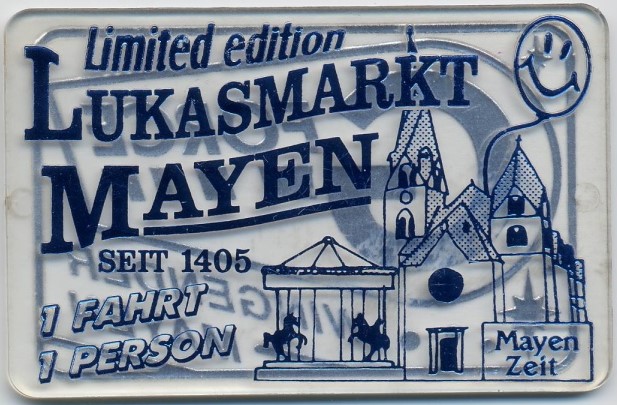 Limited edition
LUKASMARKT
MAYEN
SEIT 1405
1 FAHRT
1 PERSON
Mayen
Zeit